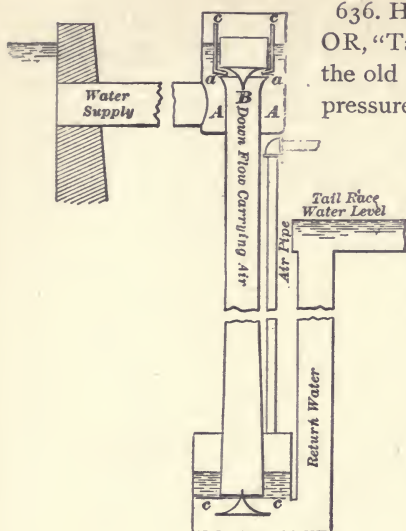 636. H
OR, "Ta
the old
pressure
c c
a a
B
A A
Water
Supply
Down Flow Carrying Air
Air Pipe
Tail Race
Water Level
Return Water
c c